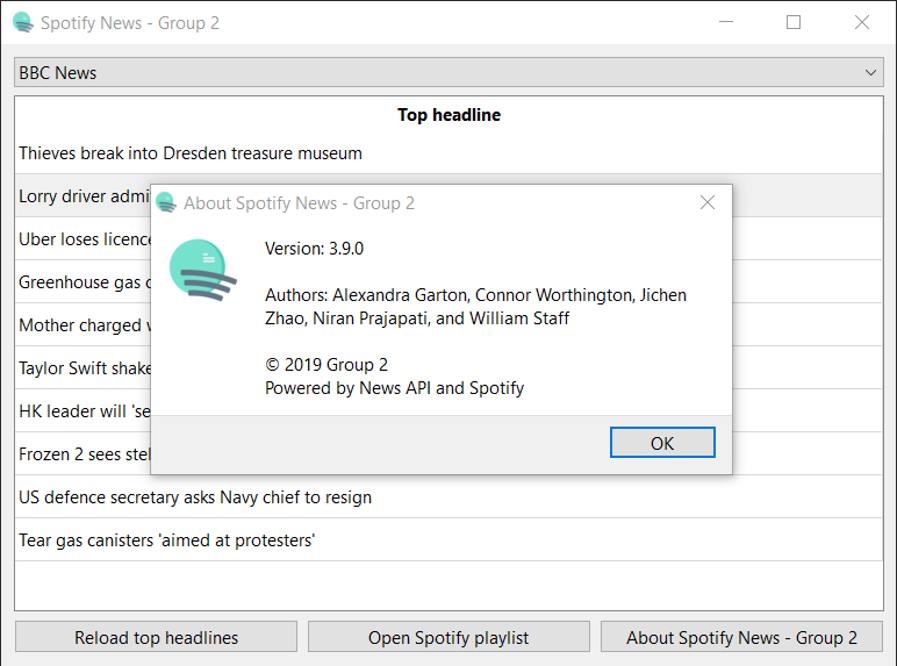 Spotify News - Group 2
BBC News
Top headline
Thieves break into Dresden treasure museum
Lorry driver admi
Uber loses licence
Greenhouse gas
Mother charged
Taylor Swift shake
HK leader will 'se
Frozen 2 sees stel
US defence secretary asks Navy chief to resign
Tear gas canisters 'aimed at protesters'
About Spotify News - Group 2
Version: 3.9.0
Authors: Alexandra Garton, Connor Worthington, Jichen
Zhao, Niran Prajapati, and William Staff
© 2019 Group 2
Powered by News API and Spotify
OK
Reload top headlines
Open Spotify playlist
About Spotify News - Group 2